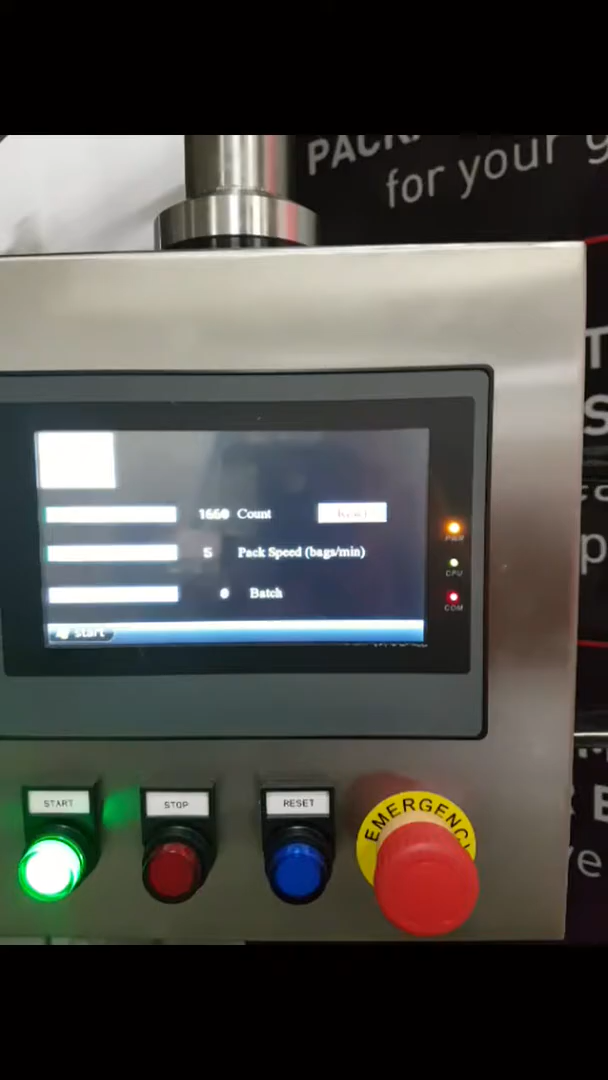 PACK
for your g
1660 Count Reset
5 Pack Speed (bags/min)
0 Batch
start
PWR
CPU
COM
START
STOP
RESET
EMERGENC